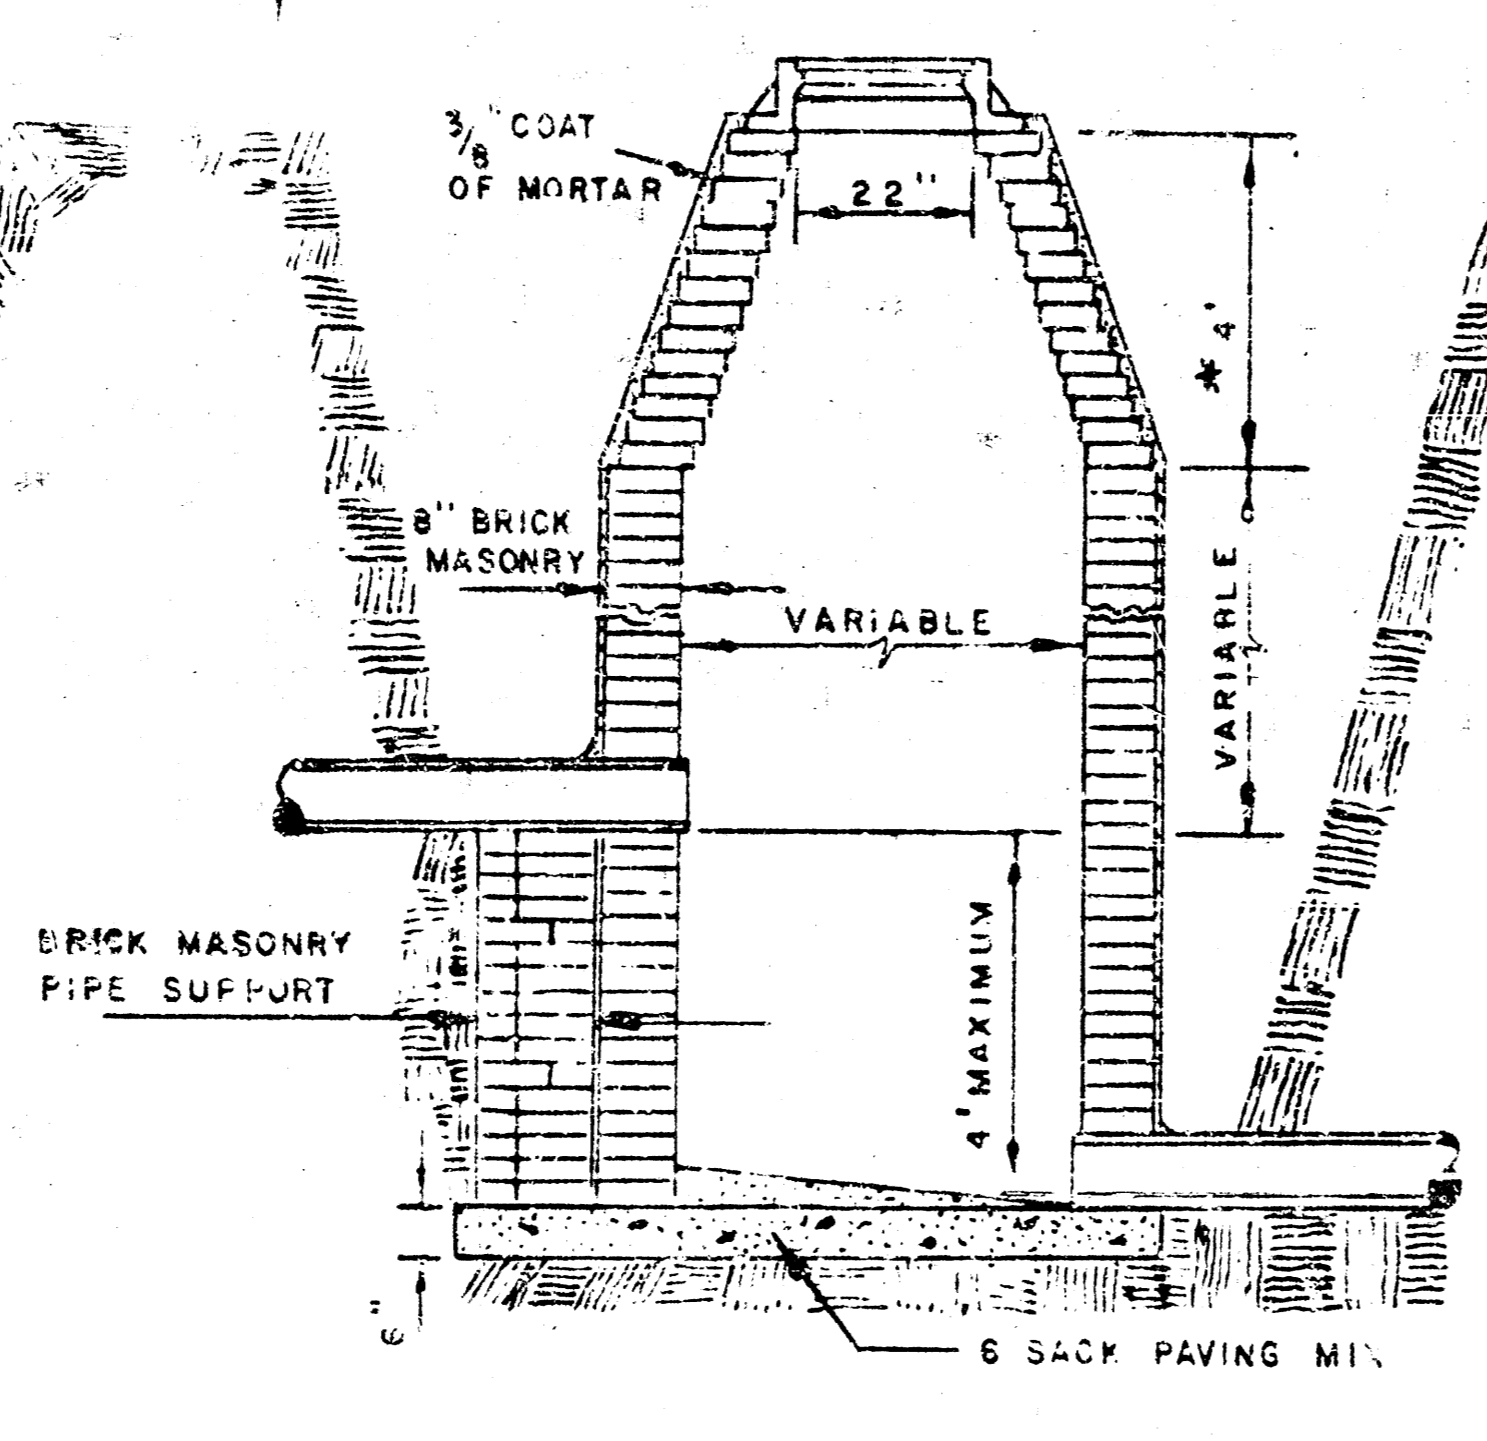 3/8" COAT
OF MORTAR
22"
* 4'
8" BRICK
MASONRY
VARIABLE
VARIABLE
BRICK MASONRY
PIPE SUPPORT
4' MAXIMUM
6"
6 SACK PAVING MIX